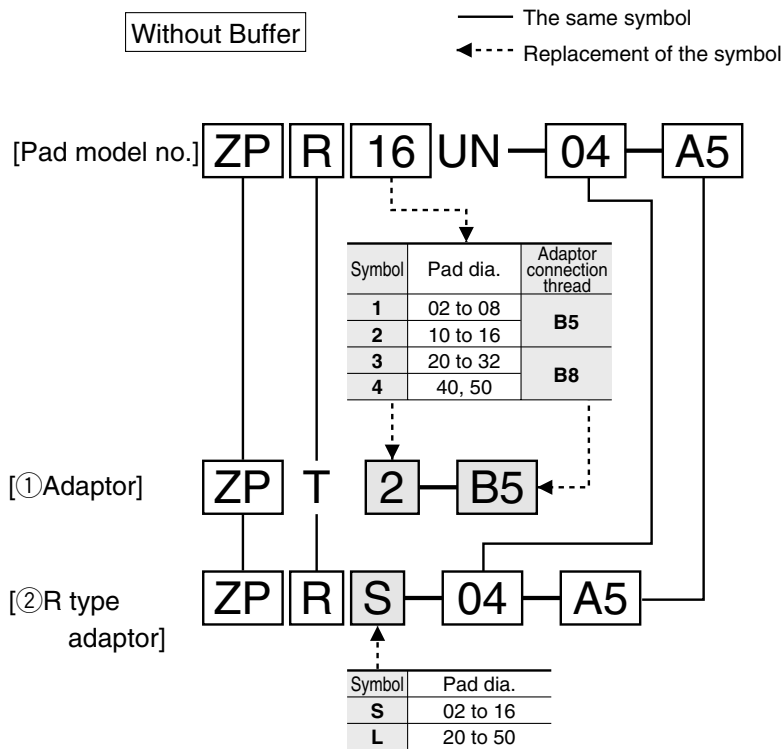 Without Buffer
The same symbol
Replacement of the symbol
[Pad model no.] ZP R 16 UN — 04 — A5
Symbol Pad dia. Adaptor connection thread
1 02 to 08 B5
2 10 to 16
3 20 to 32 B8
4 40, 50
[①Adaptor] ZP T 2 — B5
[②R type adaptor] ZP R S — 04 — A5
Symbol Pad dia.
S 02 to 16
L 20 to 50